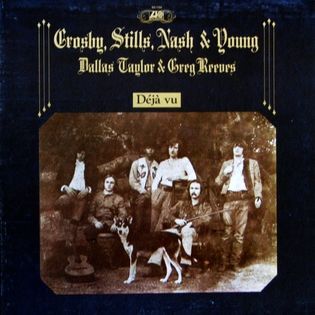 Crosby, Stills, Nash & Young
Dallas Taylor & Greg Reeves
Déjà vu